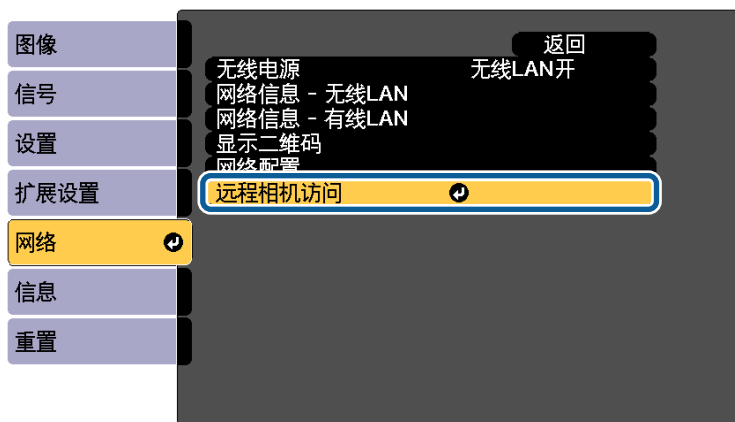 图像
信号
设置
扩展设置
网络
信息
重置
返回
无线电源 无线LAN开
网络信息 - 无线LAN
网络信息 - 有线LAN
显示二维码
网络配置
远程相机访问